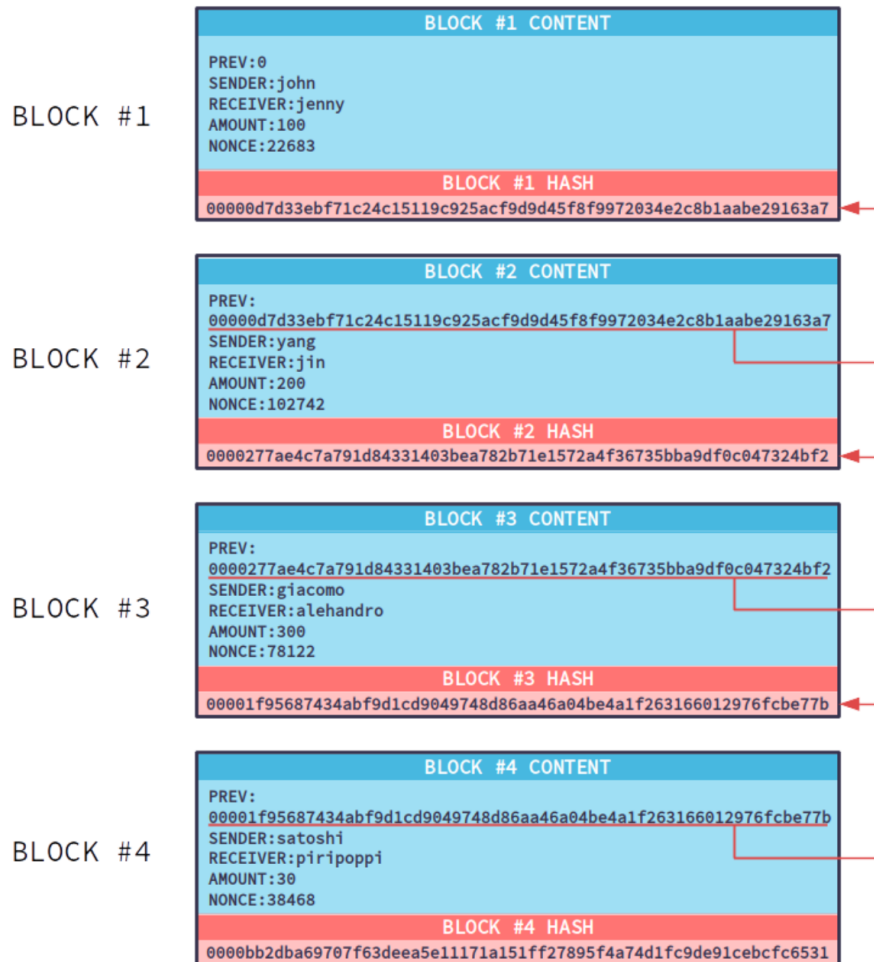 BLOCK #1
BLOCK #1 CONTENT
PREV:0
SENDER:john
RECEIVER:jenny
AMOUNT:100
NONCE:22683
BLOCK #1 HASH
00000d7d33ebf71c24c15119c925acf9d9d45f8f9972034e2c8b1aabe29163a7
BLOCK #2
BLOCK #2 CONTENT
PREV:
00000d7d33ebf71c24c15119c925acf9d9d45f8f9972034e2c8b1aabe29163a7
SENDER:yang
RECEIVER:jin
AMOUNT:200
NONCE:102742
BLOCK #2 HASH
0000277ae4c7a791d84331403bea782b71e1572a4f36735bba9df0c047324bf2
BLOCK #3
BLOCK #3 CONTENT
PREV:
0000277ae4c7a791d84331403bea782b71e1572a4f36735bba9df0c047324bf2
SENDER:giacomo
RECEIVER:alehandro
AMOUNT:300
NONCE:78122
BLOCK #3 HASH
00001f95687434abf9d1cd9049748d86aa46a04be4a1f263166012976fcbe77b
BLOCK #4
BLOCK #4 CONTENT
PREV:
00001f95687434abf9d1cd9049748d86aa46a04be4a1f263166012976fcbe77b
SENDER:satoshi
RECEIVER:piripoppi
AMOUNT:30
NONCE:38468
BLOCK #4 HASH
0000bb2dba69707f63deea5e11171a151ff27895f4a74d1fc9de91cebcfc6531